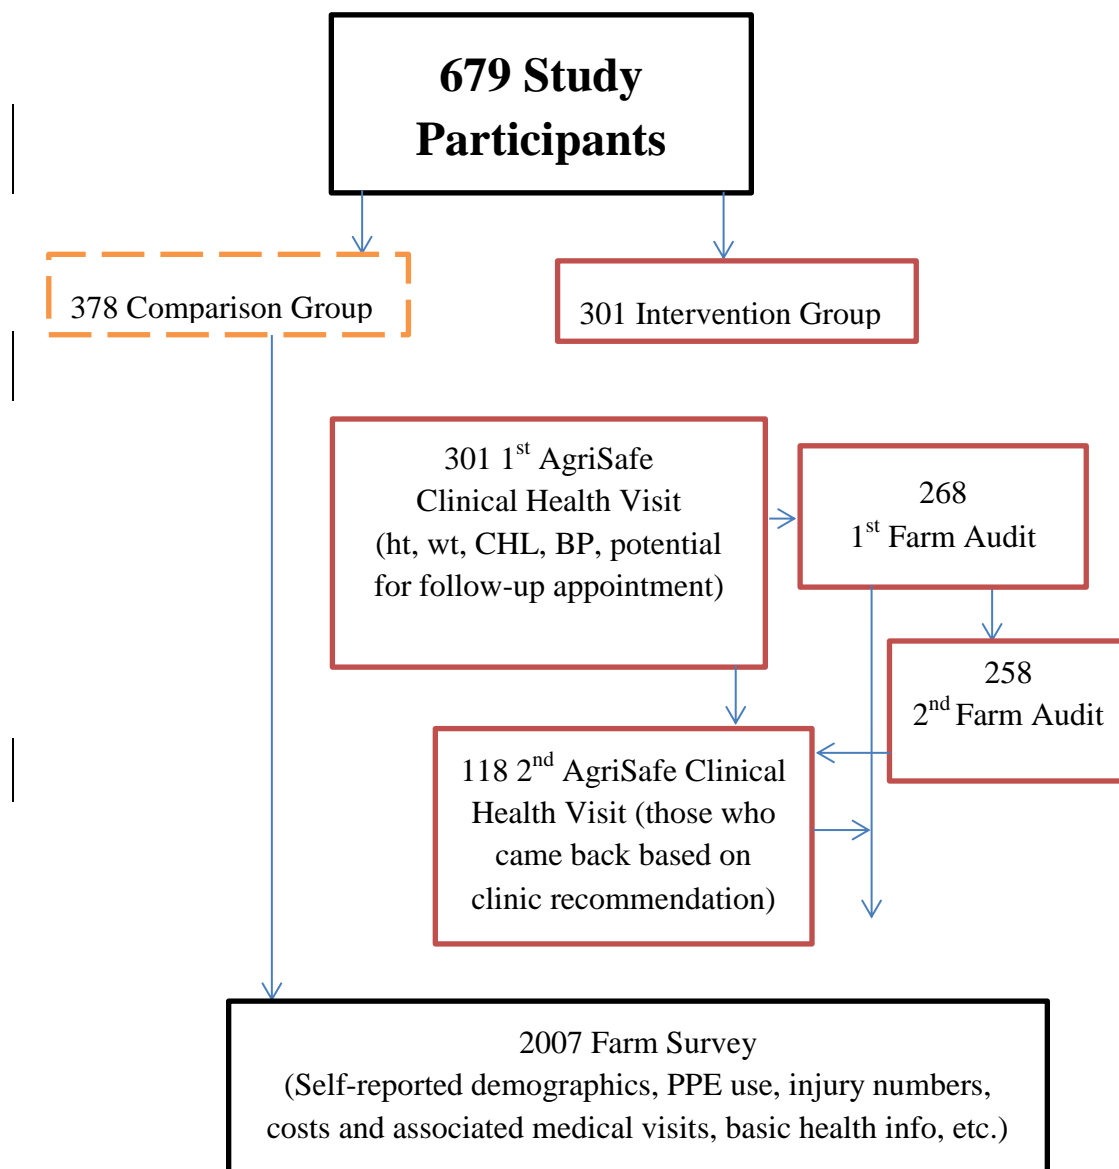 679 Study
Participants
378 Comparison Group
301 Intervention Group
301 1st AgriSafe
Clinical Health Visit
(ht, wt, CHL, BP, potential
for follow-up appointment)
268
1st Farm Audit
258
2nd Farm Audit
118 2nd AgriSafe Clinical
Health Visit (those who
came back based on
clinic recommendation)
2007 Farm Survey
(Self-reported demographics, PPE use, injury numbers,
costs and associated medical visits, basic health info, etc.)